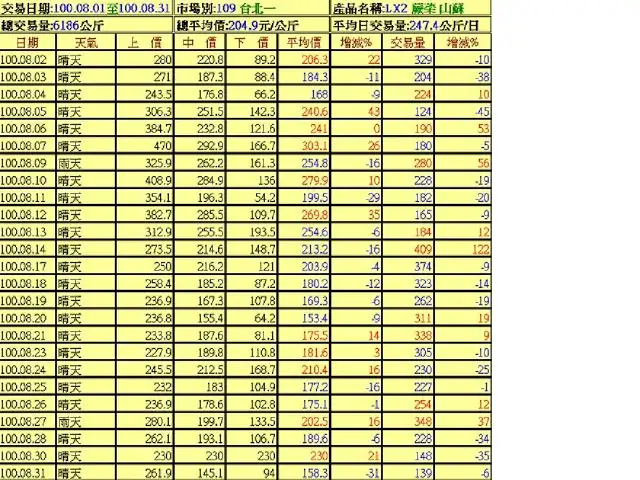 交易日期:100.08.01至100.08.31 市場別:109 台北一 產品名稱:LX2 蕨菜 山蘇
總交易量:6186公斤 總平均價:204.9元/公斤 平均日交易量:247.4公斤/日
日期 天氣 上 價 中 價 下 價 平均價 增減% 交易量 增減%
100.08.02 晴天 280 220.8 89.2 206.3 22 329 -10
100.08.03 晴天 271 187.3 88.4 184.3 -11 204 -38
100.08.04 晴天 243.5 176.8 66.2 168 -9 224 10
100.08.05 晴天 306.3 251.5 142.3 240.6 43 124 -45
100.08.06 晴天 384.7 232.8 121.6 241 0 190 53
100.08.07 晴天 470 292.9 166.7 303.1 26 180 -5
100.08.09 雨天 325.9 262.2 161.3 254.8 -16 280 56
100.08.10 晴天 408.9 284.9 136 279.9 10 228 -19
100.08.11 晴天 354.1 196.3 54.2 199.5 -29 182 -20
100.08.12 晴天 382.7 285.5 109.7 269.8 35 165 -9
100.08.13 晴天 312.9 255.5 193.5 254.6 -6 184 12
100.08.14 晴天 273.5 214.6 148.7 213.2 -16 409 122
100.08.17 晴天 250 216.2 121 203.9 -4 374 -9
100.08.18 晴天 258.4 185.2 87.2 180.2 -12 323 -14
100.08.19 晴天 236.9 167.3 107.8 169.3 -6 262 -19
100.08.20 晴天 236.8 155.4 64.2 153.4 -9 311 19
100.08.21 晴天 233.8 187.6 81.1 175.5 14 338 9
100.08.23 晴天 227.9 189.8 110.8 181.6 3 305 -10
100.08.24 晴天 245.5 212.5 168.7 210.4 16 230 -25
100.08.25 晴天 232 183 104.9 177.2 -16 227 -1
100.08.26 晴天 236.9 178.6 102.8 175.1 -1 254 12
100.08.27 雨天 280.1 199.7 133.5 202.5 16 348 37
100.08.28 晴天 262.1 193.1 106.7 189.6 -6 228 -34
100.08.30 晴天 230 230 230 230 21 148 -35
100.08.31 晴天 261.9 145.1 94 158.3 -31 139 -6